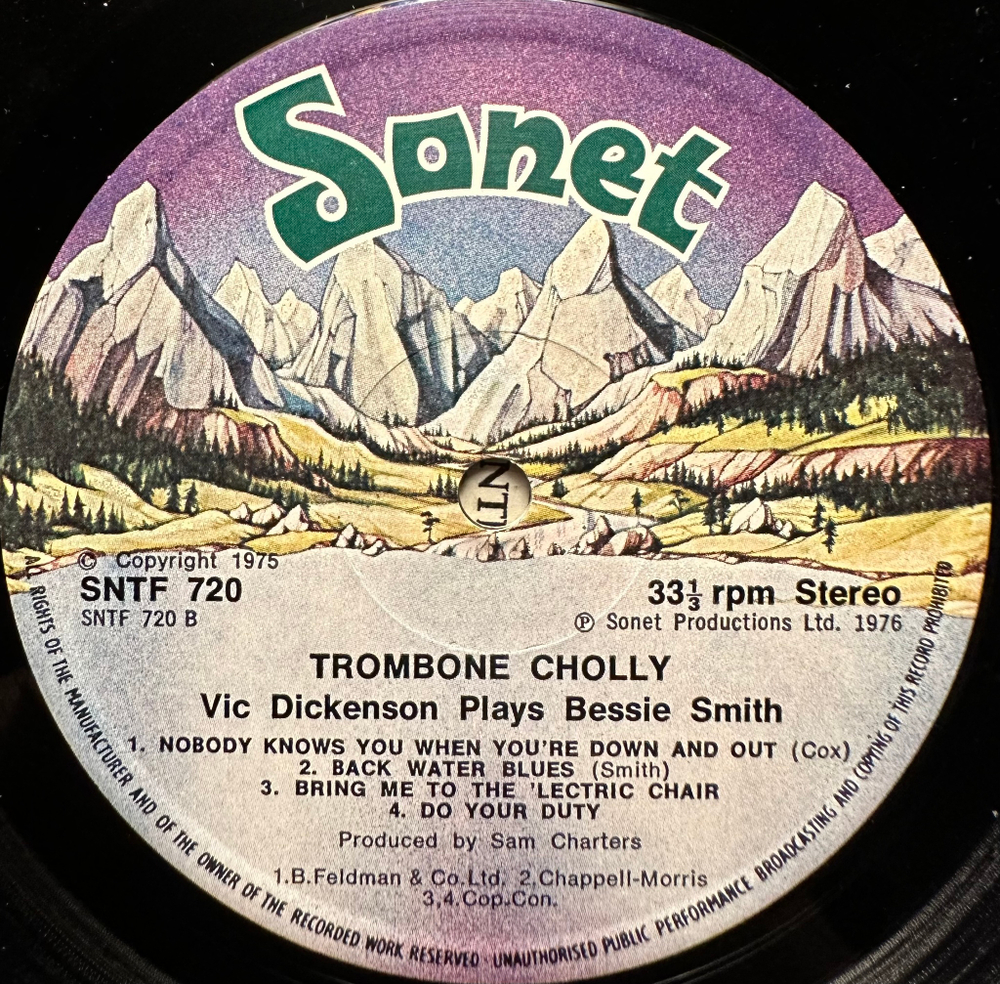 Sonet
NT
© Copyright 1975
SNTF 720
SNTF 720 B
33⅓ rpm Stereo
℗ Sonet Productions Ltd. 1976
TROMBONE CHOLLY
Vic Dickenson Plays Bessie Smith
1. NOBODY KNOWS YOU WHEN YOU'RE DOWN AND OUT (Cox)
2. BACK WATER BLUES (Smith)
3. BRING ME TO THE 'LECTRIC CHAIR
4. DO YOUR DUTY
Produced by Sam Charters
1.B.Feldman & Co.Ltd. 2.Chappell-Morris
3,4.Cop.Con.
ALL RIGHTS OF THE MANUFACTURER AND OF THE OWNER OF THE RECORDED WORK RESERVED · UNAUTHORISED PUBLIC PERFORMANCE BROADCASTING AND COPYING OF THIS RECORD PROHIBITED